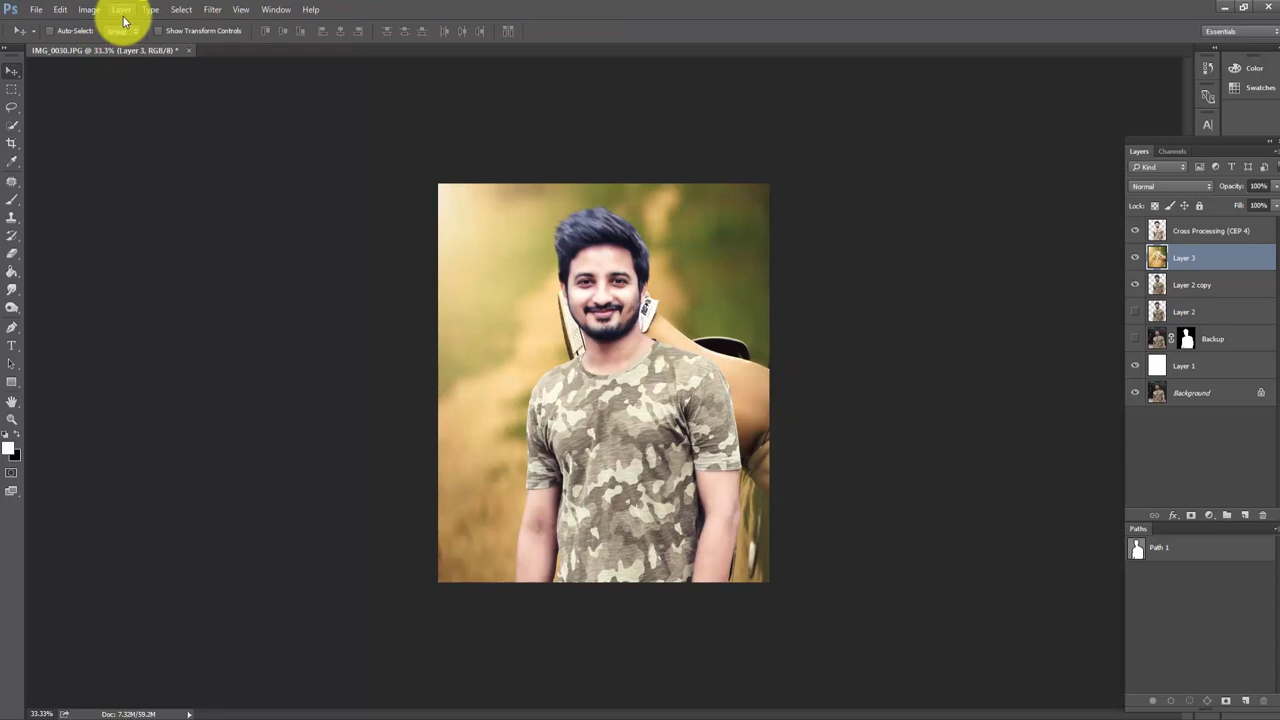 Ps File Edit Image Layer Type Select Filter View Window Help
Auto-Select: Group Show Transform Controls Essentials
IMG_0030.JPG @ 33.3% (Layer 3, RGB/8) * ×
Color
Swatches
A|
Layers Channels
Kind T
Normal Opacity: 100%
Lock: Fill: 100%
Cross Processing (CEP 4)
Layer 3
Layer 2 copy
Layer 2
Backup
Layer 1
Background
fx
Paths
Path 1
33.33% Doc: 7.32M/59.2M